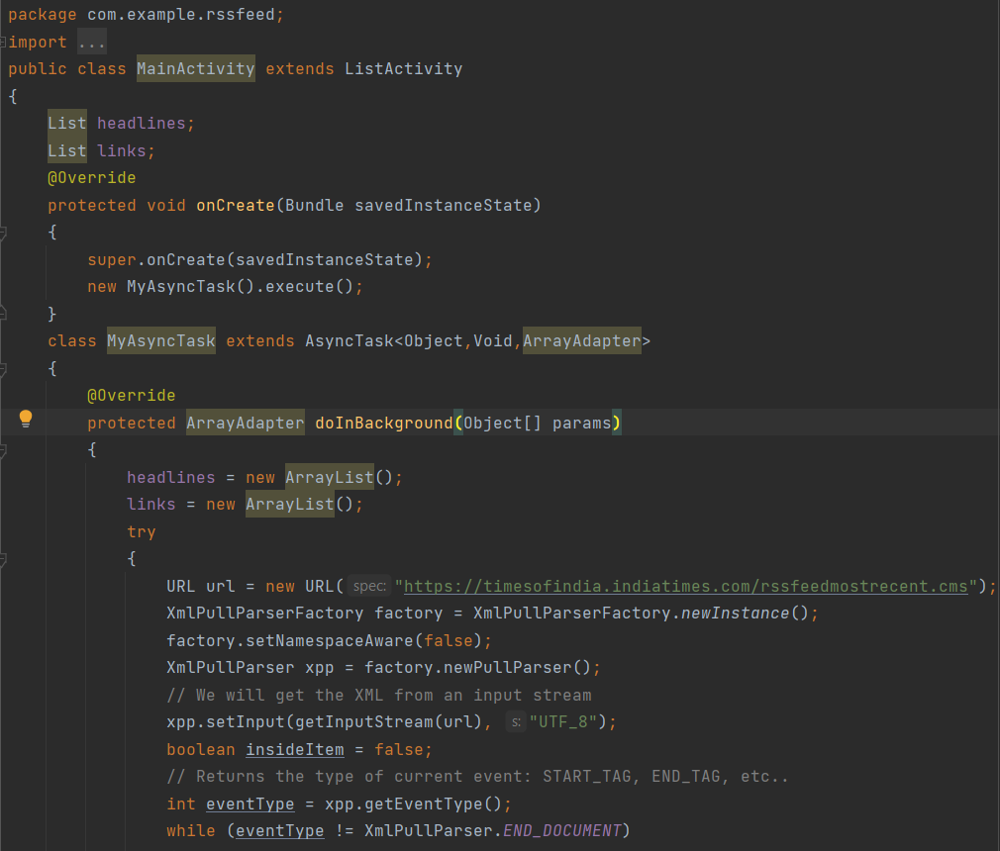 package com.example.rssfeed;
import ...
public class MainActivity extends ListActivity
{
    List headlines;
    List links;
    @Override
    protected void onCreate(Bundle savedInstanceState)
    {
        super.onCreate(savedInstanceState);
        new MyAsyncTask().execute();
    }
    class MyAsyncTask extends AsyncTask<Object,Void,ArrayAdapter>
    {
        @Override
        protected ArrayAdapter doInBackground(Object[] params)
        {
            headlines = new ArrayList();
            links = new ArrayList();
            try
            {
                URL url = new URL( spec: "https://timesofindia.indiatimes.com/rssfeedmostrecent.cms");
                XmlPullParserFactory factory = XmlPullParserFactory.newInstance();
                factory.setNamespaceAware(false);
                XmlPullParser xpp = factory.newPullParser();
                // We will get the XML from an input stream
                xpp.setInput(getInputStream(url), s: "UTF_8");
                boolean insideItem = false;
                // Returns the type of current event: START_TAG, END_TAG, etc..
                int eventType = xpp.getEventType();
                while (eventType != XmlPullParser.END_DOCUMENT)